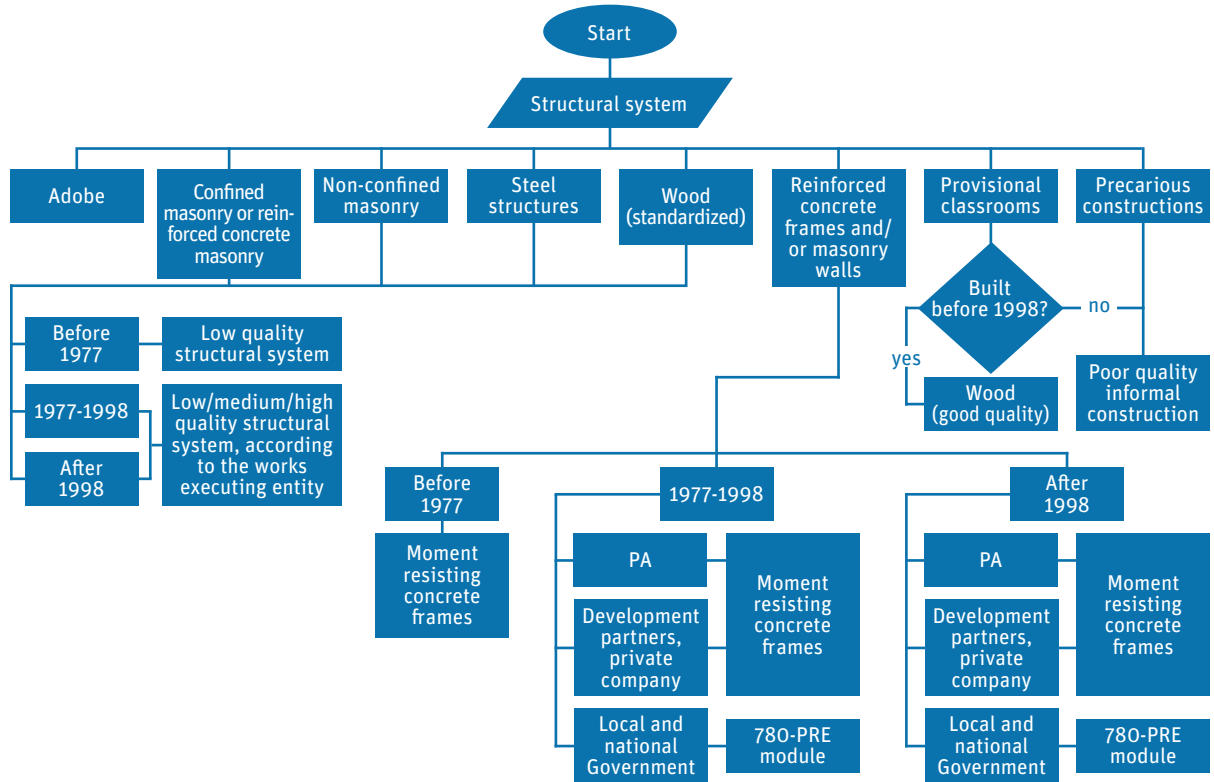 Start
Structural system
Adobe
Confined
masonry or rein-
forced concrete
masonry
Non-confined
masonry
Steel
structures
Wood
(standardized)
Reinforced
concrete
frames and/
or masonry
walls
Provisional
classrooms
Precarious
constructions
Built
before 1998?
no
yes
Wood
(good quality)
Poor quality
informal
construction
Before
1977
Low quality
structural system
1977-1998
After
1998
Low/medium/high
quality structural
system, according
to the works
executing entity
Before
1977
Moment
resisting
concrete
frames
1977-1998
PA
Development
partners,
private
company
Moment
resisting
concrete
frames
Local and
national
Government
780-PRE
module
After
1998
PA
Development
partners,
private
company
Moment
resisting
concrete
frames
Local and
national
Government
780-PRE
module